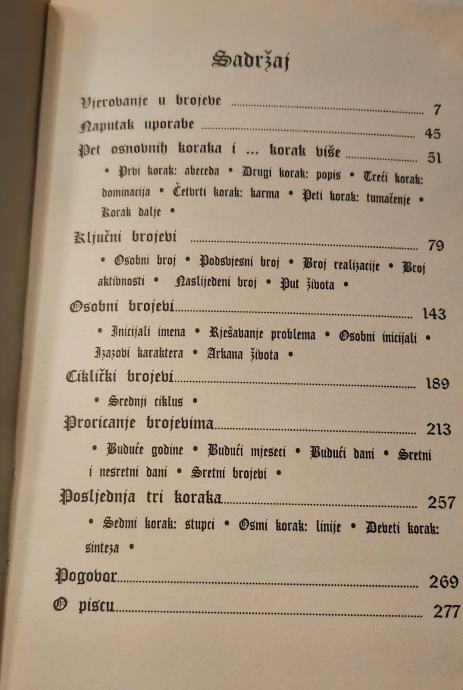 Sadržaj
Vjerovanje u brojeve ........ 7
Naputak uporabe ........ 45
Pet osnovnih koraka i ... korak više ........ 51
• Prvi korak: abeceda • Drugi korak: popis • Treći korak:
dominacija • Četvrti korak: karma • Peti korak: tumačenje •
Korak dalje •
Ključni brojevi ........ 79
• Osobni broj • Podsvjesni broj • Broj realizacije • Broj
aktivnosti • Naslijeđeni broj • Put života •
Osobni brojevi ........ 143
• Inicijali imena • Rješavanje problema • Osobni inicijali •
Izazovi karaktera • Arkana života •
Ciklički brojevi ........ 189
• Srednji ciklus •
Proricanje brojevima ........ 213
• Buduće godine • Budući mjeseci • Budući dani • Sretni
i nesretni dani • Sretni brojevi •
Posljednja tri koraka ........ 257
• Sedmi korak: stupci • Osmi korak: linije • Deveti korak:
sinteza •
Pogovor ........ 269
O piscu ........ 277